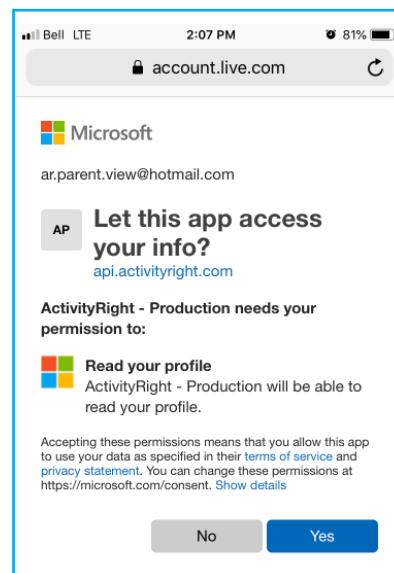 Bell LTE 2:07 PM 81%
account.live.com
Microsoft
ar.parent.view@hotmail.com
AP
Let this app access
your info?
api.activityright.com
ActivityRight - Production needs your
permission to:
Read your profile
ActivityRight - Production will be able to
read your profile.
Accepting these permissions means that you allow this app
to use your data as specified in their terms of service and
privacy statement. You can change these permissions at
https://microsoft.com/consent. Show details
No Yes